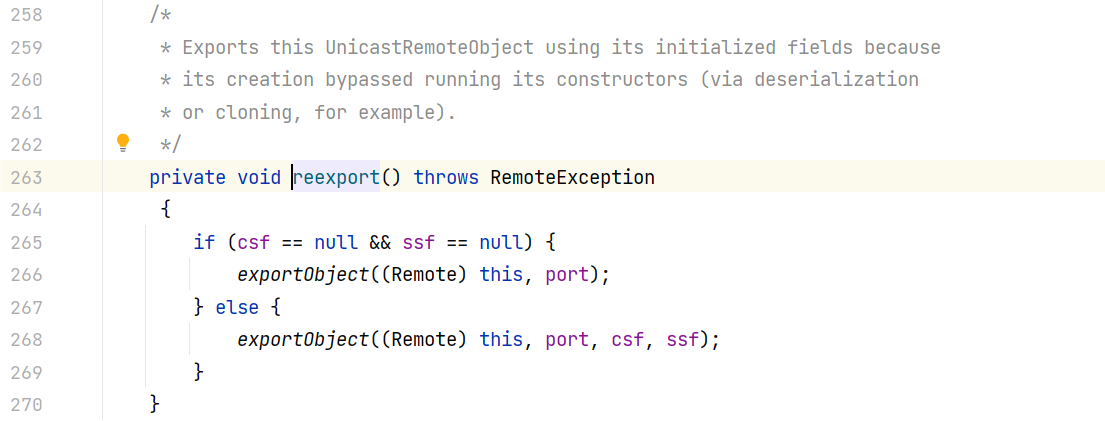 258 /*
259 * Exports this UnicastRemoteObject using its initialized fields because
260 * its creation bypassed running its constructors (via deserialization
261 * or cloning, for example).
262 */
263 private void reexport() throws RemoteException
264 {
265 if (csf == null && ssf == null) {
266 exportObject((Remote) this, port);
267 } else {
268 exportObject((Remote) this, port, csf, ssf);
269 }
270 }